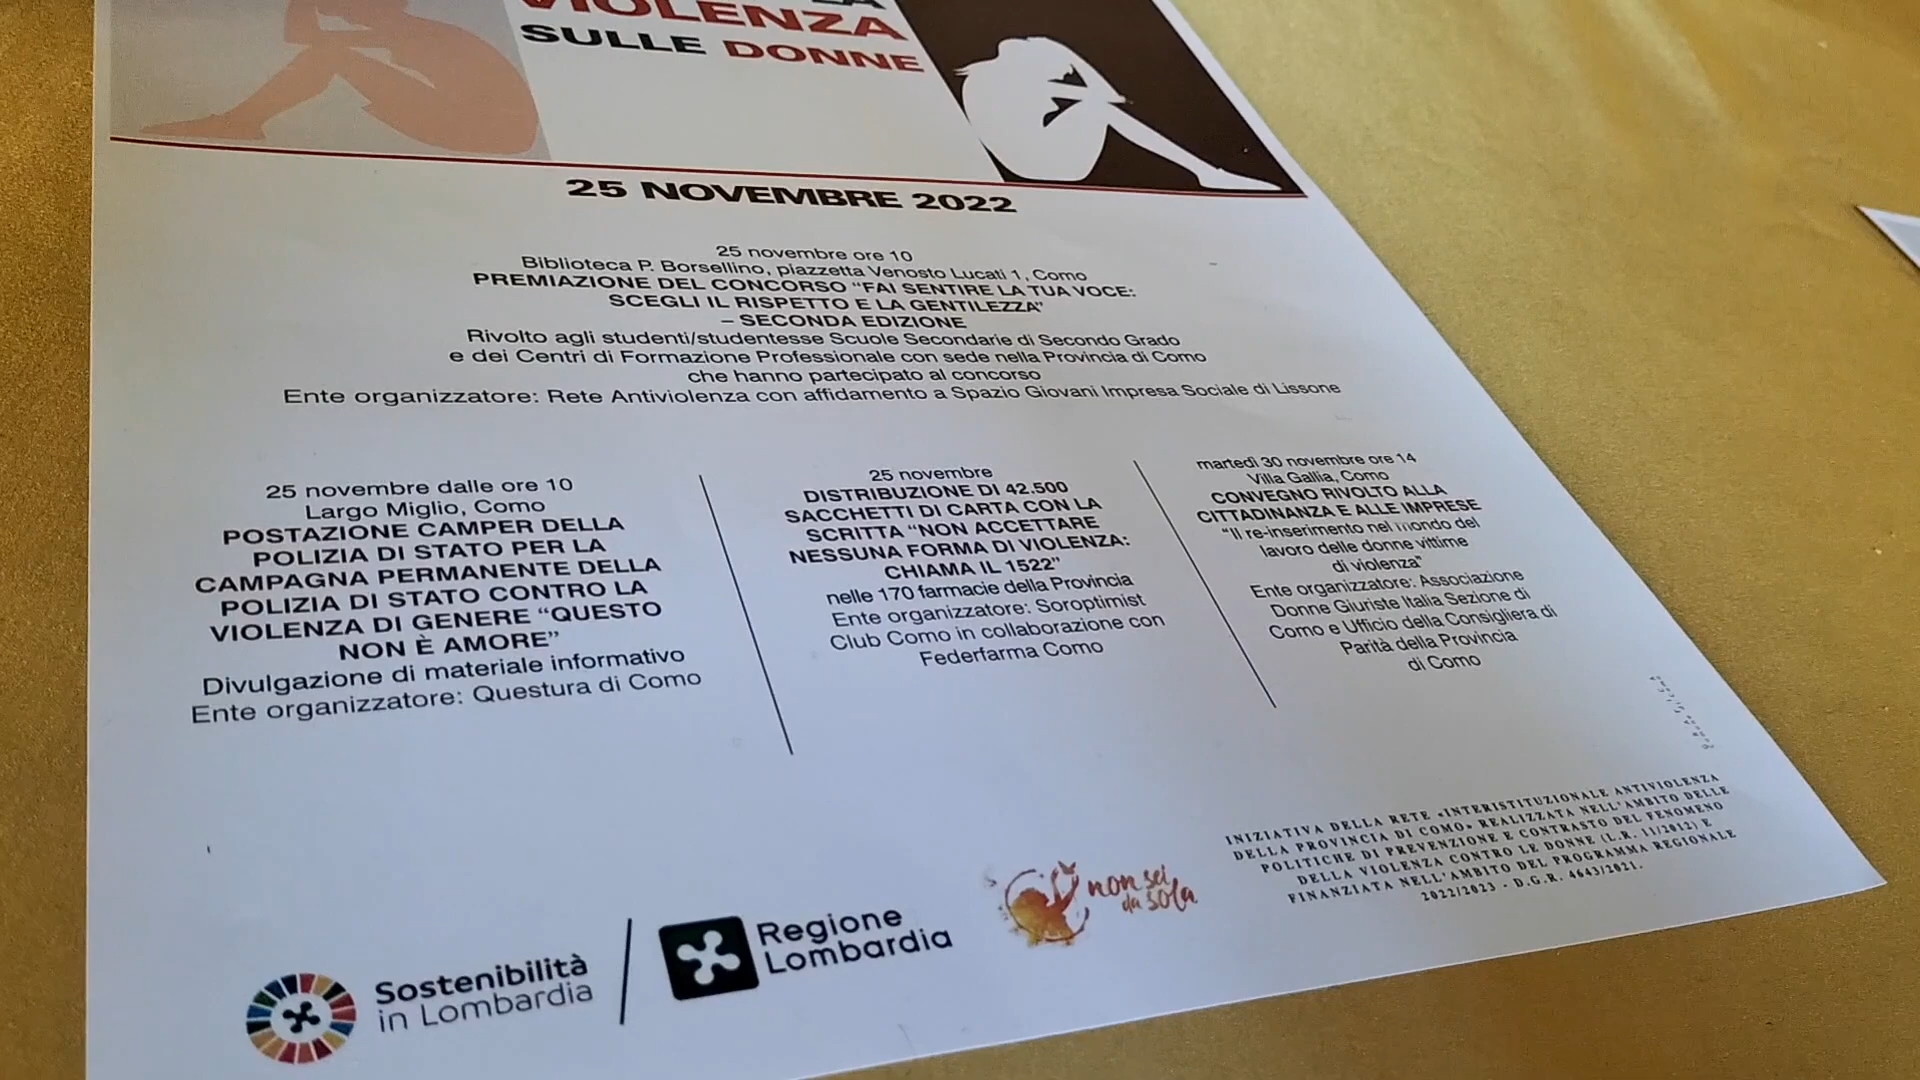 VIOLENZA
SULLE DONNE
25 NOVEMBRE 2022
25 novembre ore 10
Biblioteca P. Borsellino, piazzetta Venosto Lucati 1, Como
PREMIAZIONE DEL CONCORSO “FAI SENTIRE LA TUA VOCE:
SCEGLI IL RISPETTO E LA GENTILEZZA”
– SECONDA EDIZIONE
Rivolto agli studenti/studentesse Scuole Secondarie di Secondo Grado
e dei Centri di Formazione Professionale con sede nella Provincia di Como
che hanno partecipato al concorso
Ente organizzatore: Rete Antiviolenza con affidamento a Spazio Giovani Impresa Sociale di Lissone
25 novembre dalle ore 10
Largo Miglio, Como
POSTAZIONE CAMPER DELLA
POLIZIA DI STATO PER LA
CAMPAGNA PERMANENTE DELLA
POLIZIA DI STATO CONTRO LA
VIOLENZA DI GENERE “QUESTO
NON È AMORE”
Divulgazione di materiale informativo
Ente organizzatore: Questura di Como
25 novembre
DISTRIBUZIONE DI 42.500
SACCHETTI DI CARTA CON LA
SCRITTA “NON ACCETTARE
NESSUNA FORMA DI VIOLENZA:
CHIAMA IL 1522”
nelle 170 farmacie della Provincia
Ente organizzatore: Soroptimist
Club Como in collaborazione con
Federfarma Como
martedì 30 novembre ore 14
Villa Gallia, Como
CONVEGNO RIVOLTO ALLA
CITTADINANZA E ALLE IMPRESE
“Il re-inserimento nel mondo del
lavoro delle donne vittime
di violenza”
Ente organizzatore: Associazione
Donne Giuriste Italia Sezione di
Como e Ufficio della Consigliera di
Parità della Provincia
di Como
INIZIATIVA DELLA RETE «INTERISTITUZIONALE ANTIVIOLENZA
DELLA PROVINCIA DI COMO» REALIZZATA NELL'AMBITO DELLE
POLITICHE DI PREVENZIONE E CONTRASTO DEL FENOMENO
DELLA VIOLENZA CONTRO LE DONNE (L.R. 11/2012) E
FINANZIATA NELL'AMBITO DEL PROGRAMMA REGIONALE
2022/2023 - D.G.R. 4643/2021.
Sostenibilità
in Lombardia
Regione
Lombardia
non sei
da sola